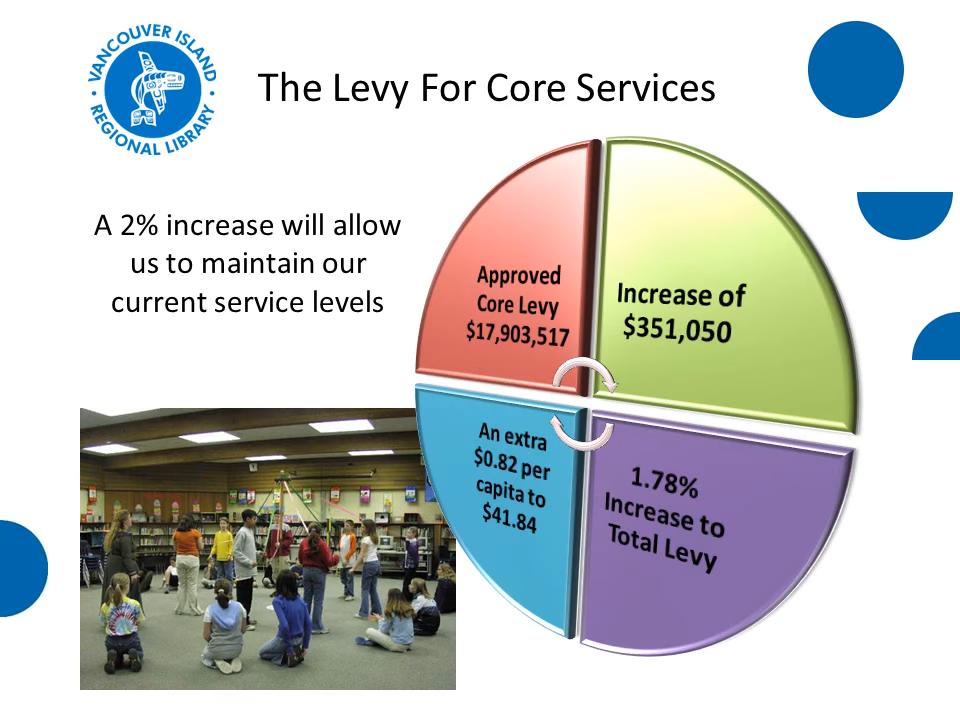 VANCOUVER ISLAND
REGIONAL LIBRARY
The Levy For Core Services
A 2% increase will allow
us to maintain our
current service levels
Approved
Core Levy
$17,903,517
Increase of
$351,050
An extra
$0.82 per
capita to
$41.84
1.78%
Increase to
Total Levy